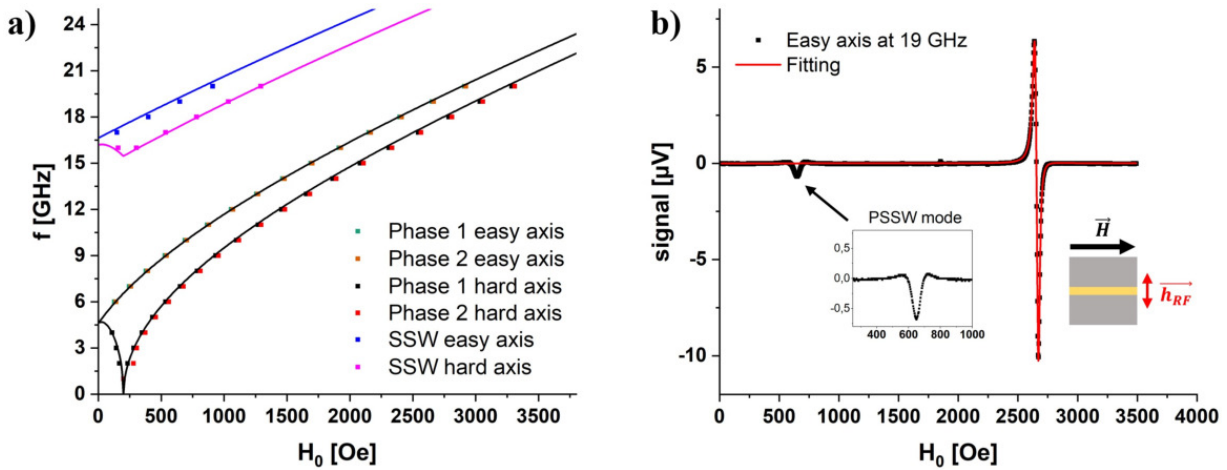 a)
24
21
18
15
12
9
6
3
0
f [GHz]
0 500 1000 1500 2000 2500 3000 3500
H₀ [Oe]
Phase 1 easy axis
Phase 2 easy axis
Phase 1 hard axis
Phase 2 hard axis
SSW easy axis
SSW hard axis
b)
5
0
-5
-10
signal [µV]
0 500 1000 1500 2000 2500 3000 3500 4000
H₀ [Oe]
Easy axis at 19 GHz
Fitting
PSSW mode
0,5
0,0
-0,5
400 600 800 1000
H
h_RF